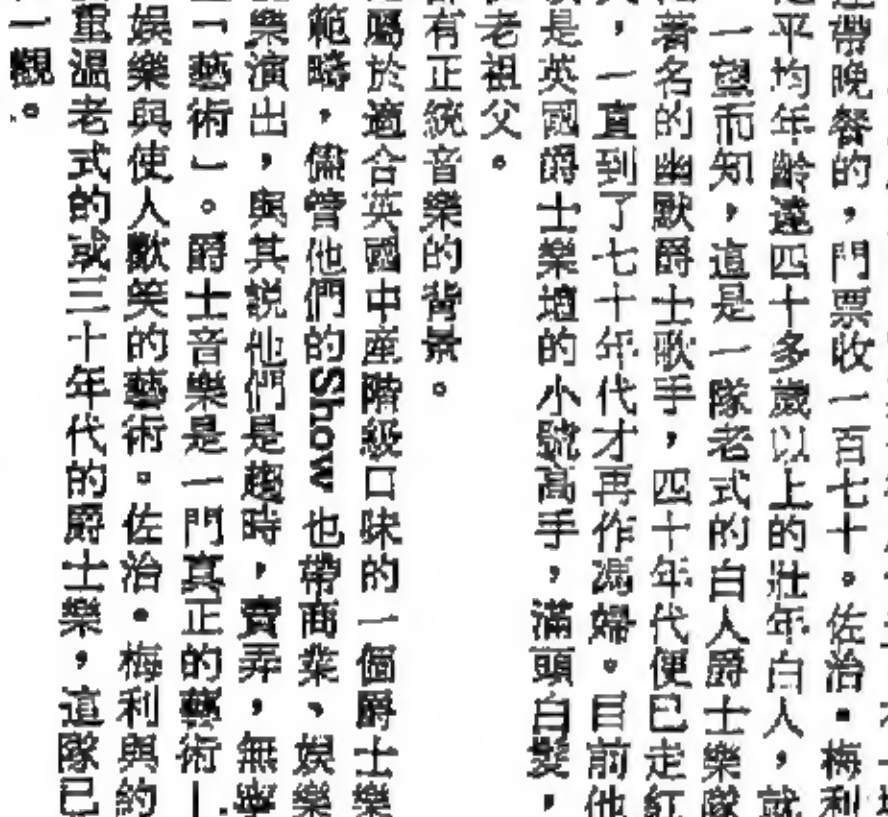 連帶晚餐的，門票收一百七十。佐治·梅利
平均年齡達四十多歲以上的壯年白人，就
一望而知，這是一隊老式的白人爵士樂隊
著名的幽默爵士歌手，四十年代便已走紅
，一直到了七十年代才再作馮婦。目前他
是英國爵士樂壇的小號高手，滿頭白髮，
老祖父。
都有正統音樂的背景。
屬於適合英國中產階級口味的一個爵士樂
範疇，儘管他們的Show也帶商業、娛樂
樂演出，與其說他們是趨時，賣弄，無寧
「藝術」。爵士音樂是一門真正的藝術—
娛樂與使人歡笑的藝術。佐治·梅利與約
重溫老式的或三十年代的爵士樂，這隊已
一觀。